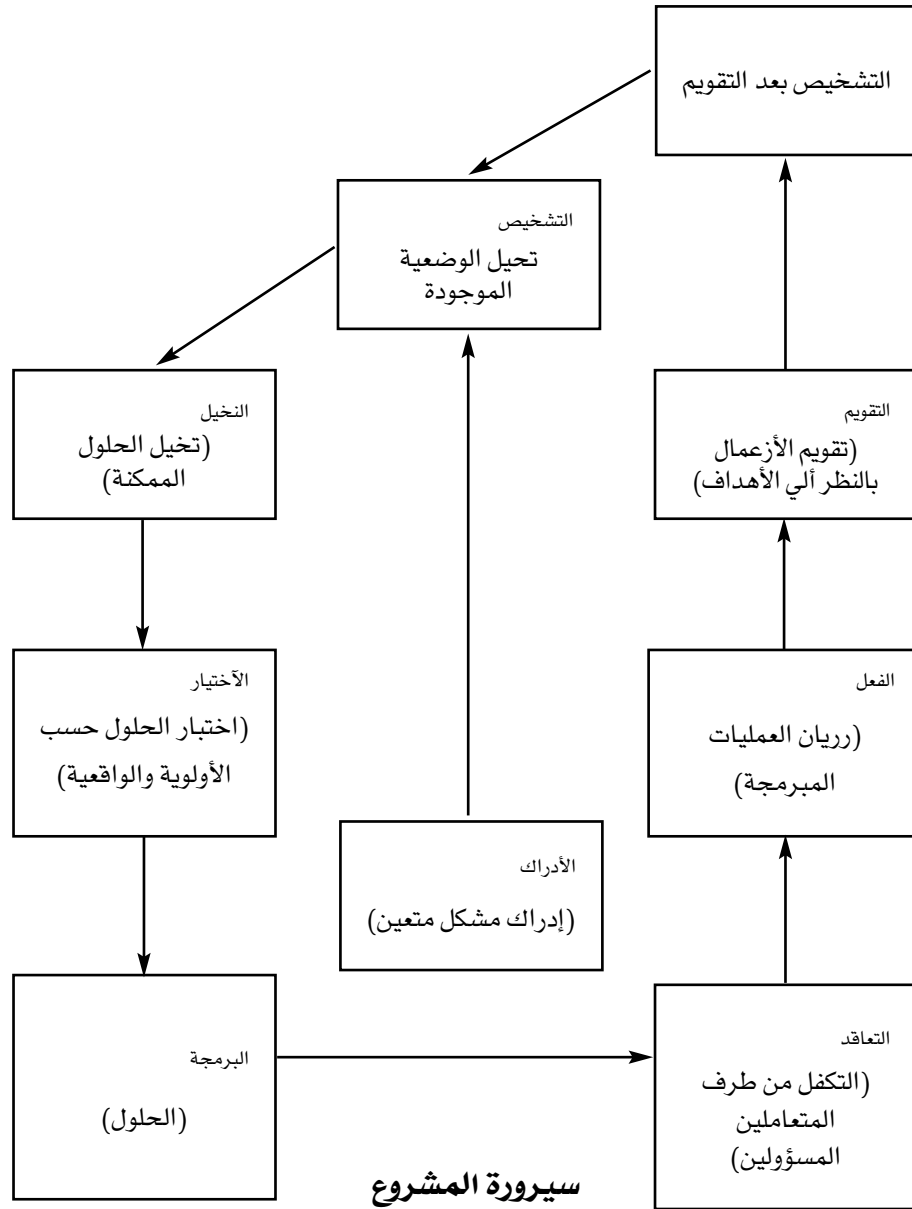 التشخيص بعد التقويم
التشخيص
تحيل الوضعية
الموجودة
النخيل
(تخيل الحلول
الممكنة)
التقويم
(تقويم الأزعمال
بالنظر ألي الأهداف)
الآختيار
(اختبار الحلول حسب
الأولوية والواقعية)
الفعل
(رريان العمليات
المبرمجة)
الأدراك
(إدراك مشكل متعين)
البرمجة
(الحلول)
التعاقد
(التكفل من طرف
المتعاملين
المسؤولين)
سيرورة المشروع